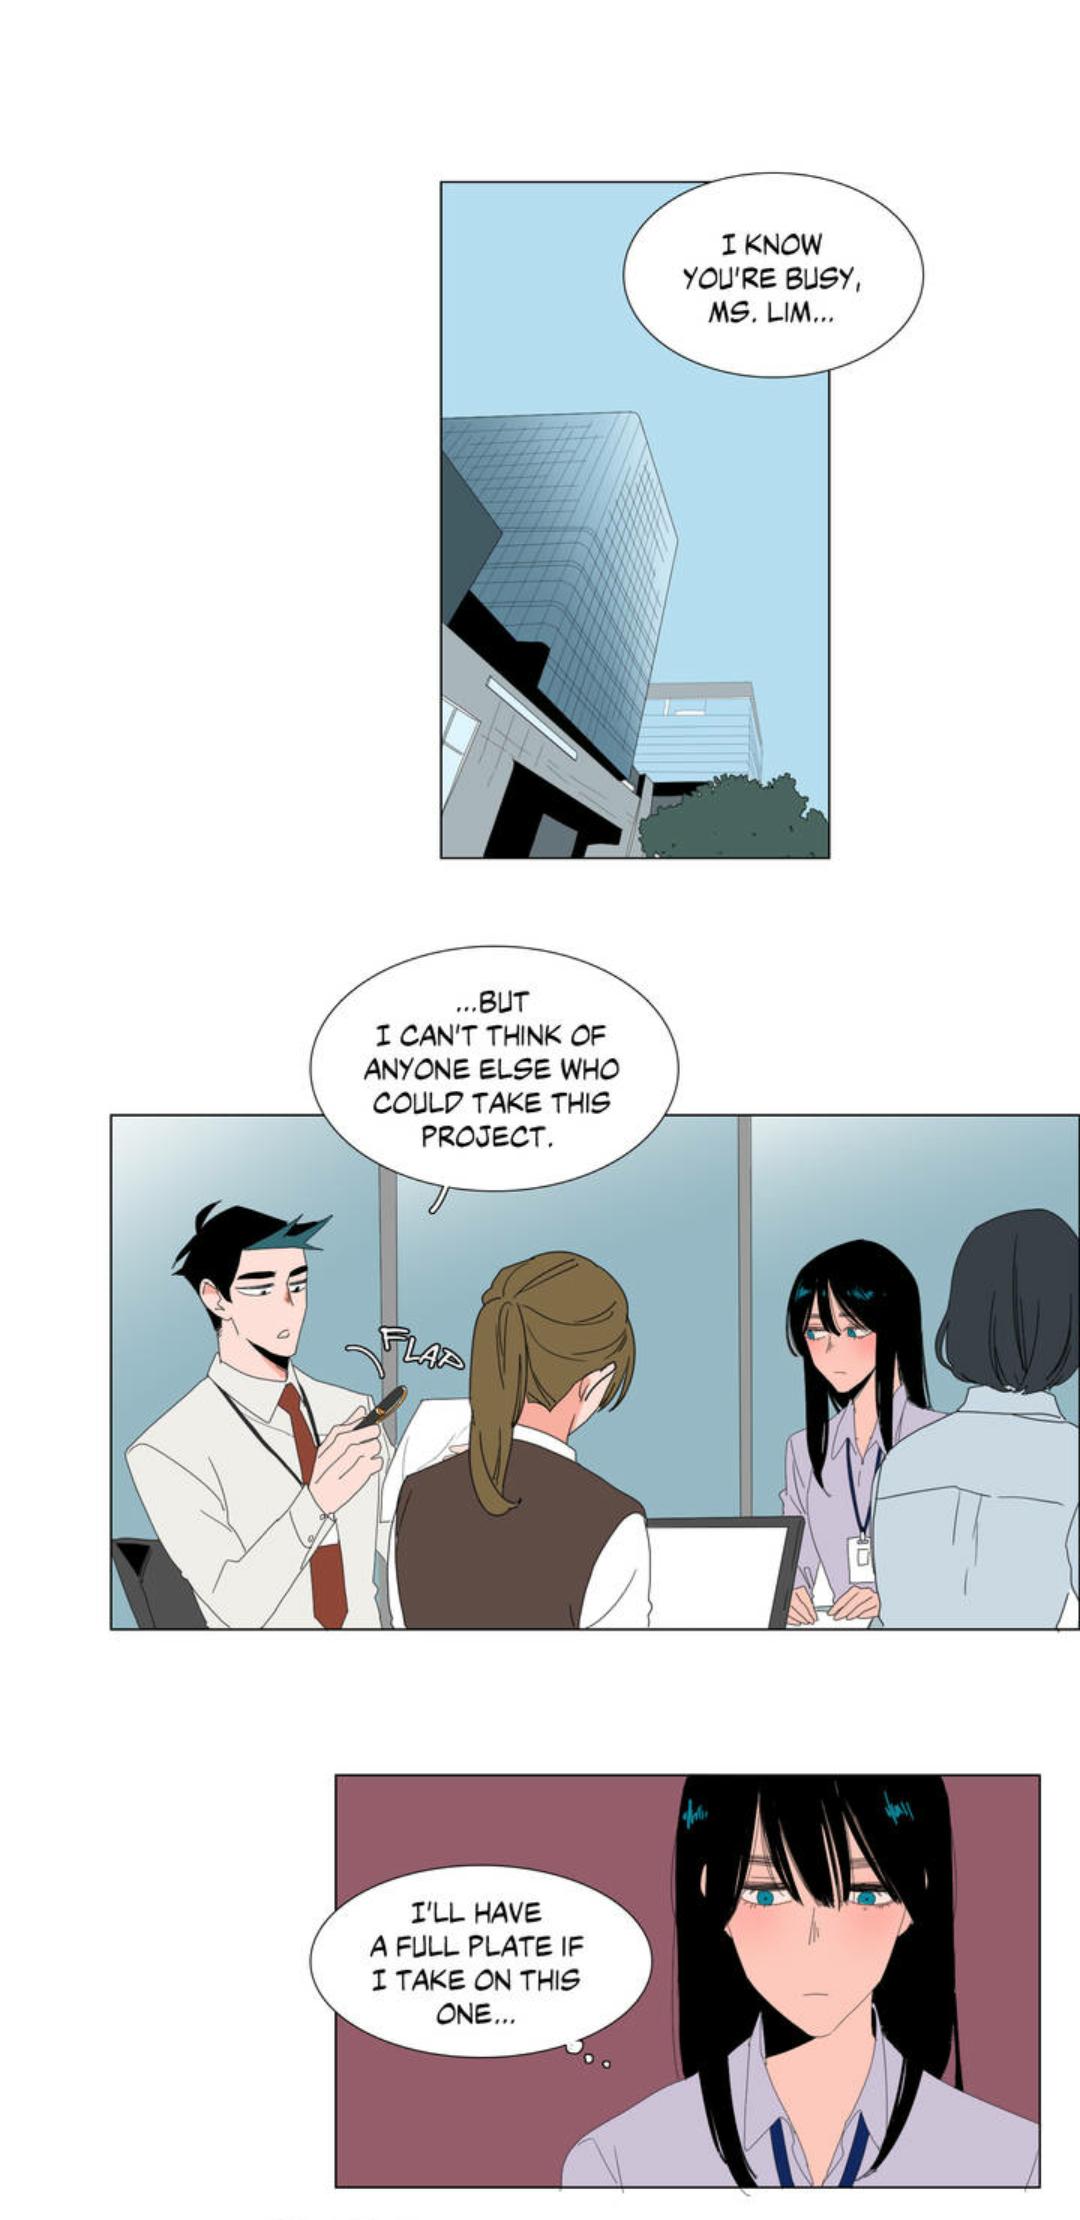 I KNOW
YOU'RE BUSY,
MS. LIM...
...BUT
I CAN'T THINK OF
ANYONE ELSE WHO
COULD TAKE THIS
PROJECT.
FLAP
I'LL HAVE
A FULL PLATE IF
I TAKE ON THIS
ONE...